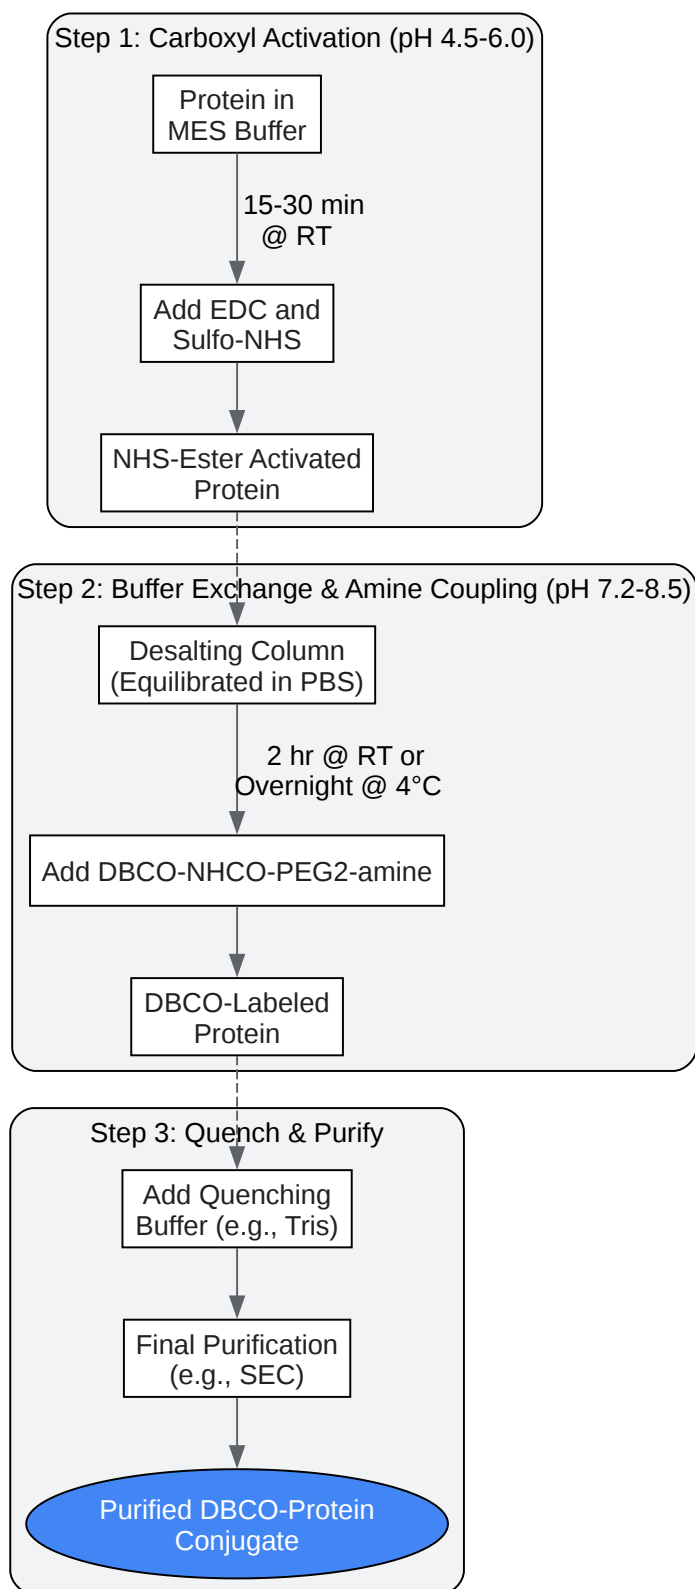 Step 1: Carboxyl Activation (pH 4.5-6.0)
Protein in
MES Buffer
15-30 min
@ RT
Add EDC and
Sulfo-NHS
NHS-Ester Activated
Protein
Step 2: Buffer Exchange & Amine Coupling (pH 7.2-8.5)
Desalting Column
(Equilibrated in PBS)
2 hr @ RT or
Overnight @ 4°C
Add DBCO-NHCO-PEG2-amine
DBCO-Labeled
Protein
Step 3: Quench & Purify
Add Quenching
Buffer (e.g., Tris)
Final Purification
(e.g., SEC)
Purified DBCO-Protein
Conjugate